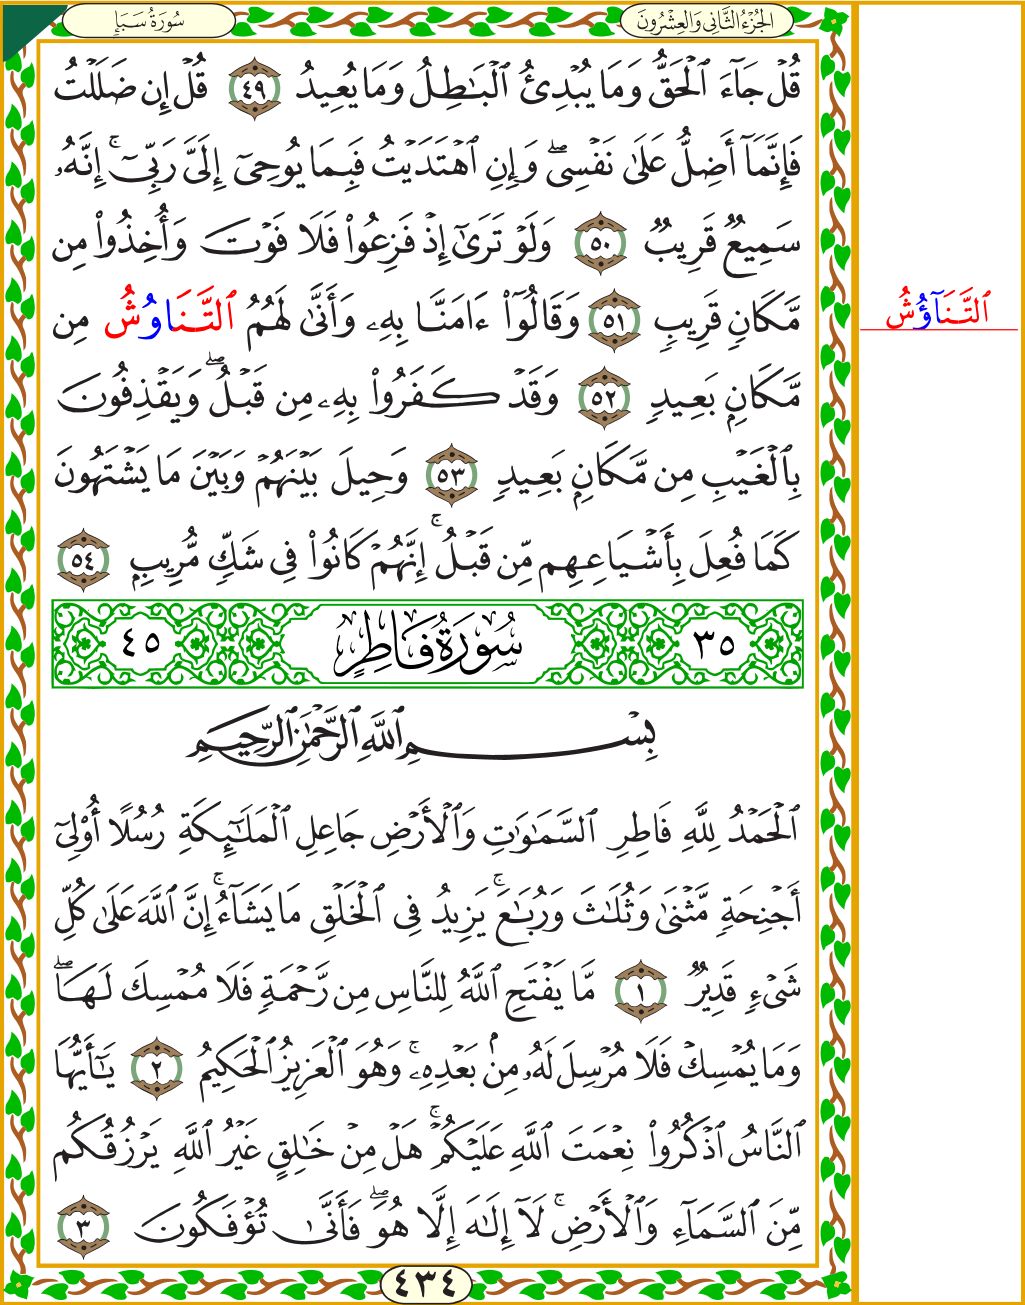 سُورَةُ سَبَإٍ
الجُزْءُ الثَّانِي وَالعِشْرُونَ
قُلْ جَآءَ ٱلْحَقُّ وَمَا يُبْدِئُ ٱلْبَٰطِلُ وَمَا يُعِيدُ ٤٩ قُلْ إِن ضَلَلْتُ
فَإِنَّمَآ أَضِلُّ عَلَىٰ نَفْسِىۖ وَإِنِ ٱهْتَدَيْتُ فَبِمَا يُوحِىٓ إِلَىَّ رَبِّىٓۚ إِنَّهُۥ
سَمِيعٌ قَرِيبٌ ٥٠ وَلَوْ تَرَىٰٓ إِذْ فَزِعُوا۟ فَلَا فَوْتَ وَأُخِذُوا۟ مِن
مَّكَانٍ قَرِيبٍ ٥١ وَقَالُوٓا۟ ءَامَنَّا بِهِۦ وَأَنَّىٰ لَهُمُ ٱلتَّنَاوُشُ مِن
ٱلتَّنَآؤُشُ
مَّكَانٍۭ بَعِيدٍ ٥٢ وَقَدْ كَفَرُوا۟ بِهِۦ مِن قَبْلُۖ وَيَقْذِفُونَ
بِٱلْغَيْبِ مِن مَّكَانٍۭ بَعِيدٍ ٥٣ وَحِيلَ بَيْنَهُمْ وَبَيْنَ مَا يَشْتَهُونَ
كَمَا فُعِلَ بِأَشْيَاعِهِم مِّن قَبْلُۚ إِنَّهُمْ كَانُوا۟ فِى شَكٍّ مُّرِيبٍۭ ٥٤
٣٥ سُورَةُ فَاطِرٍ ٤٥
بِسْمِ ٱللَّهِ ٱلرَّحْمَٰنِ ٱلرَّحِيمِ
ٱلْحَمْدُ لِلَّهِ فَاطِرِ ٱلسَّمَٰوَٰتِ وَٱلْأَرْضِ جَاعِلِ ٱلْمَلَٰٓئِكَةِ رُسُلًا أُو۟لِىٓ
أَجْنِحَةٍ مَّثْنَىٰ وَثُلَٰثَ وَرُبَٰعَۚ يَزِيدُ فِى ٱلْخَلْقِ مَا يَشَآءُۚ إِنَّ ٱللَّهَ عَلَىٰ كُلِّ
شَىْءٍ قَدِيرٌ ١ مَّا يَفْتَحِ ٱللَّهُ لِلنَّاسِ مِن رَّحْمَةٍ فَلَا مُمْسِكَ لَهَاۖ
وَمَا يُمْسِكْ فَلَا مُرْسِلَ لَهُۥ مِنۢ بَعْدِهِۦۚ وَهُوَ ٱلْعَزِيزُ ٱلْحَكِيمُ ٢ يَٰٓأَيُّهَا
ٱلنَّاسُ ٱذْكُرُوا۟ نِعْمَتَ ٱللَّهِ عَلَيْكُمْۚ هَلْ مِنْ خَٰلِقٍ غَيْرُ ٱللَّهِ يَرْزُقُكُم
مِّنَ ٱلسَّمَآءِ وَٱلْأَرْضِۚ لَآ إِلَٰهَ إِلَّا هُوَۖ فَأَنَّىٰ تُؤْفَكُونَ ٣
٤٣٤